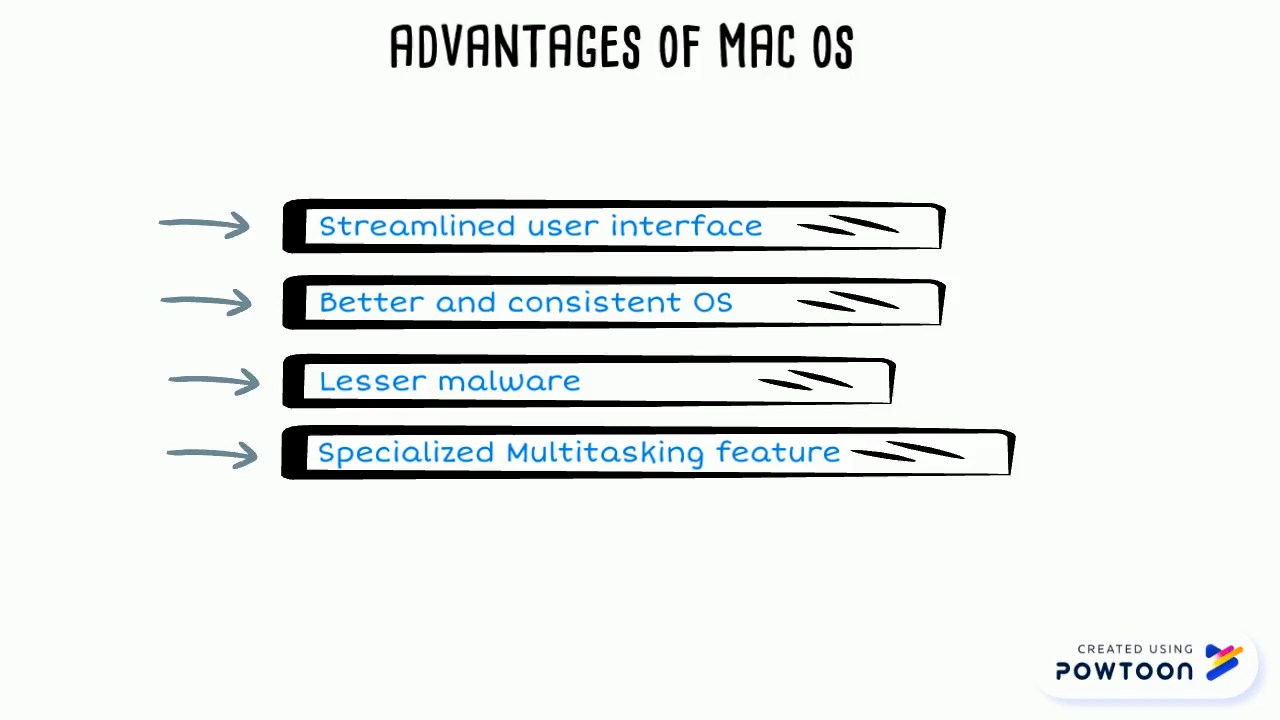 ADVANTAGES OF MAC OS
Streamlined user interface
Better and consistent OS
Lesser malware
Specialized Multitasking feature
CREATED USING
POWTOON